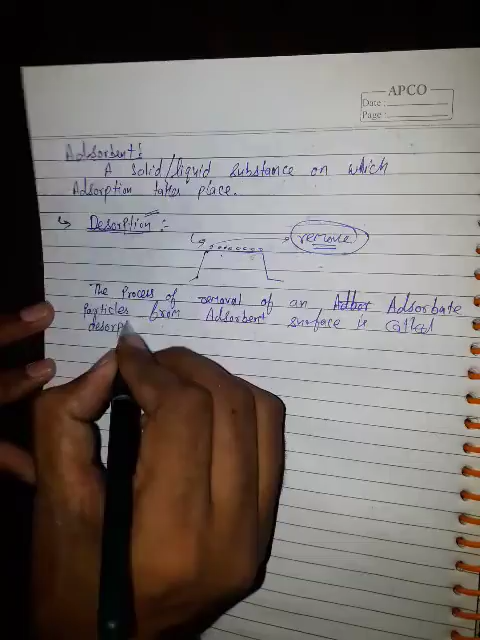 APCO
Date:
Page:
Adsorbent:
A solid/liquid substance on which
Adsorption takes place.
↳ Desorption :-
remove
The Process of removal of an Adsorbate
Particles from Adsorbent surface is called
desorp